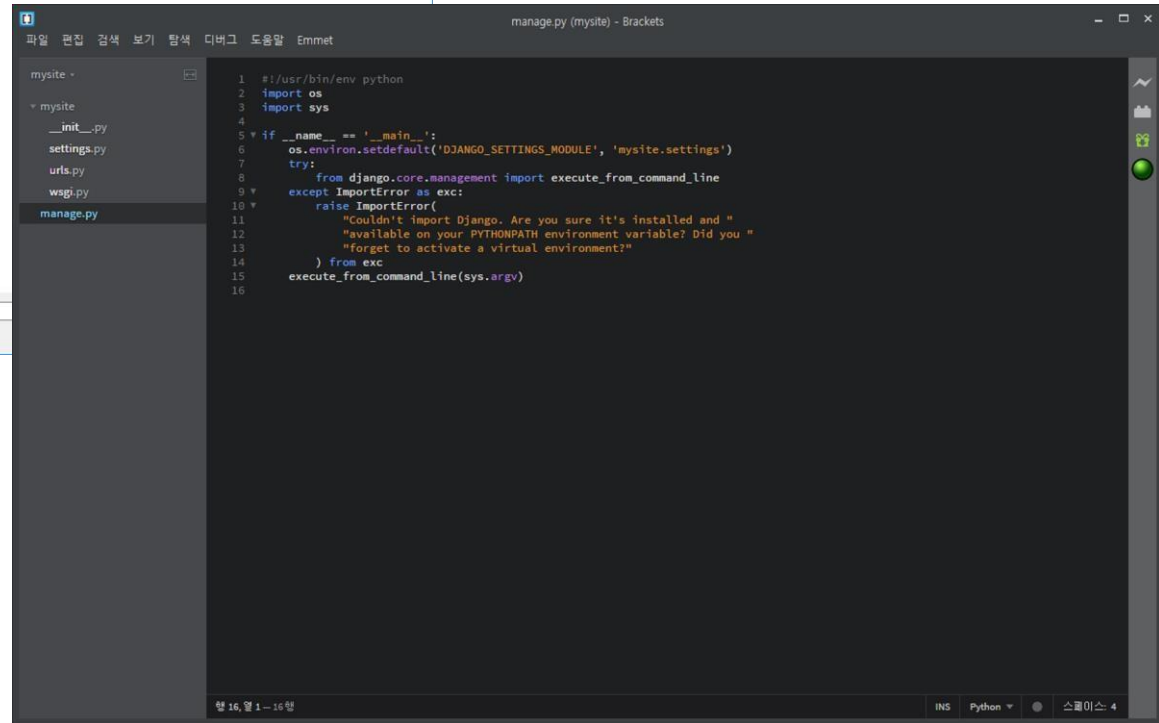 manage.py (mysite) - Brackets
파일 편집 검색 보기 탐색 디버그 도움말 Emmet
mysite
mysite
__init__.py
settings.py
urls.py
wsgi.py
manage.py
1 #!/usr/bin/env python
2 import os
3 import sys
4
5 if __name__ == '__main__':
6     os.environ.setdefault('DJANGO_SETTINGS_MODULE', 'mysite.settings')
7     try:
8         from django.core.management import execute_from_command_line
9     except ImportError as exc:
10         raise ImportError(
11             "Couldn't import Django. Are you sure it's installed and "
12             "available on your PYTHONPATH environment variable? Did you "
13             "forget to activate a virtual environment?"
14         ) from exc
15     execute_from_command_line(sys.argv)
16
행 16, 열 1 — 16 행
INS Python 스페이스: 4